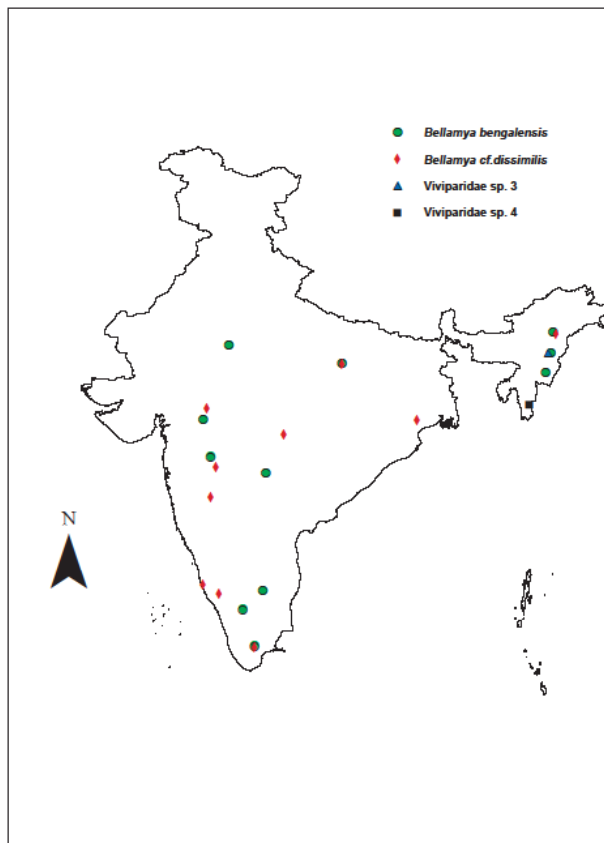 Bellamya bengalensis
Bellamya cf.dissimilis
Viviparidae sp. 3
Viviparidae sp. 4
N